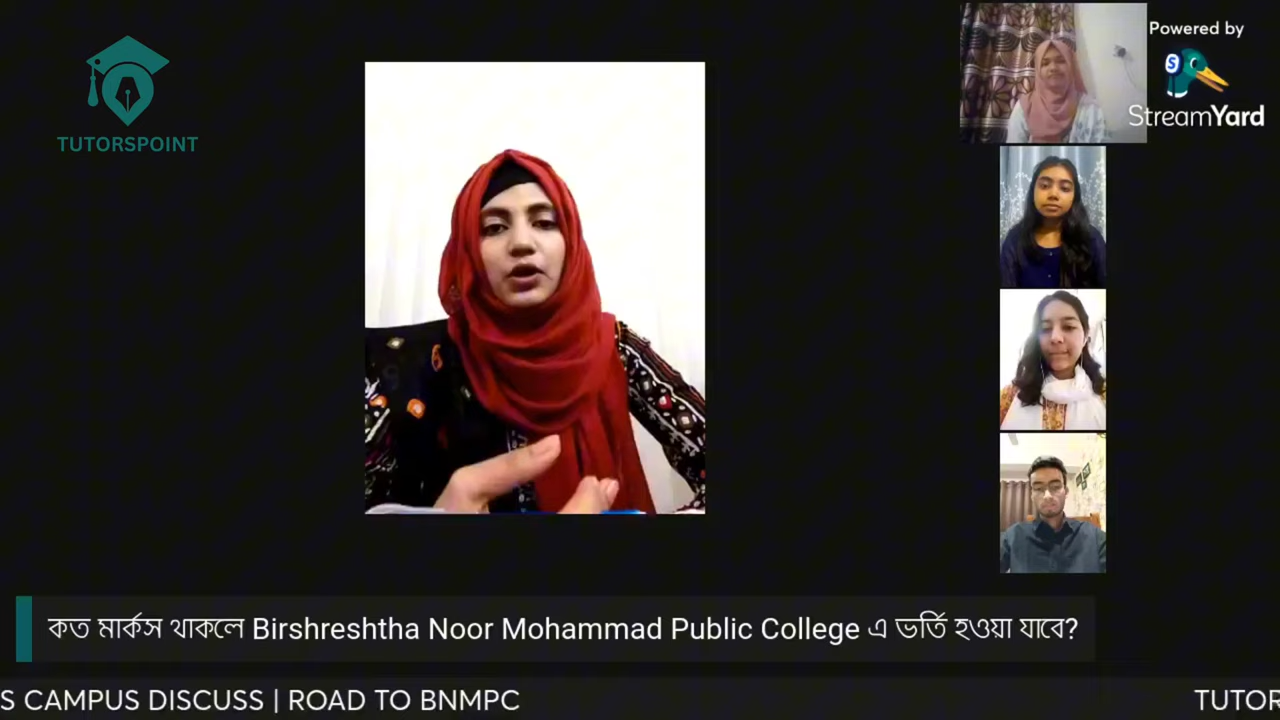 TUTORSPOINT
Powered by
S
StreamYard
কত মার্কস থাকলে Birshreshtha Noor Mohammad Public College এ ভর্তি হওয়া যাবে?
S CAMPUS DISCUSS | ROAD TO BNMPC
TUTOR